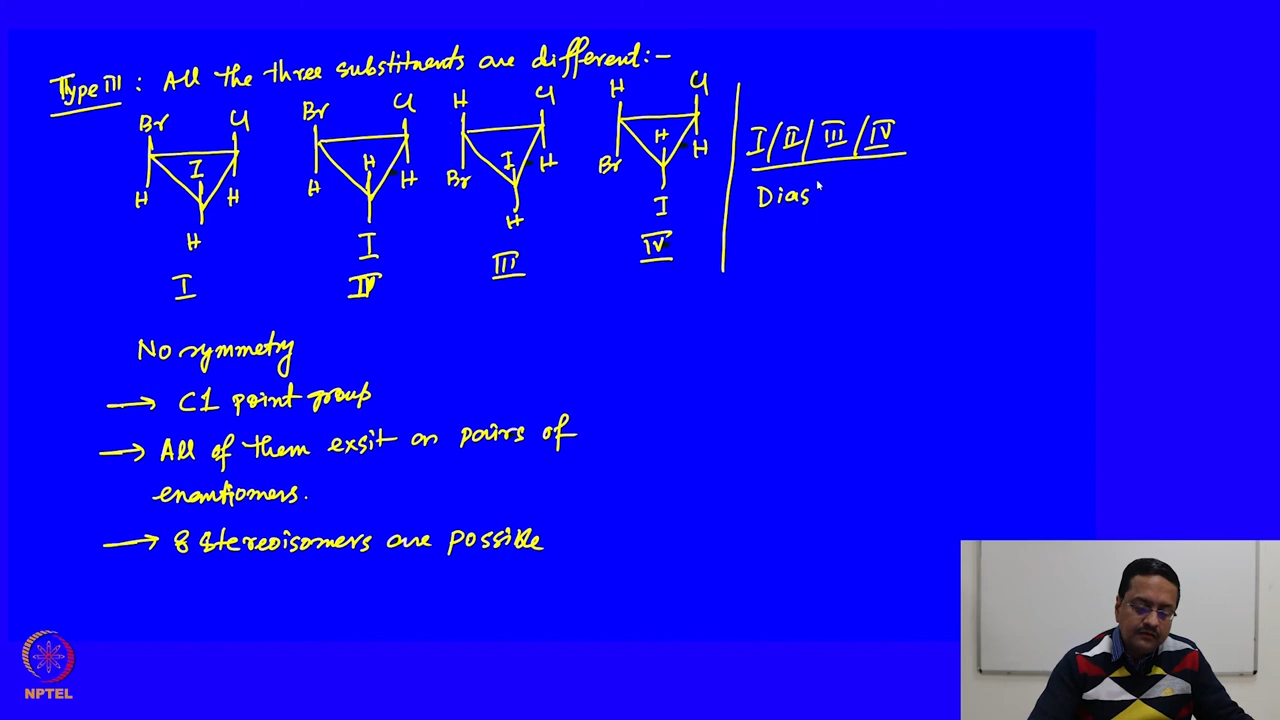 Type III : All the three substituents are different:-
Br Cl H I H H I
Br Cl H H H I II
H Cl Br I H H III
H Cl Br H H I IV
I/II/III/IV
Dias
No symmetry
→ C1 point group
→ All of them exsit as pairs of
enantiomers.
→ 8 stereoisomers are possible
NPTEL